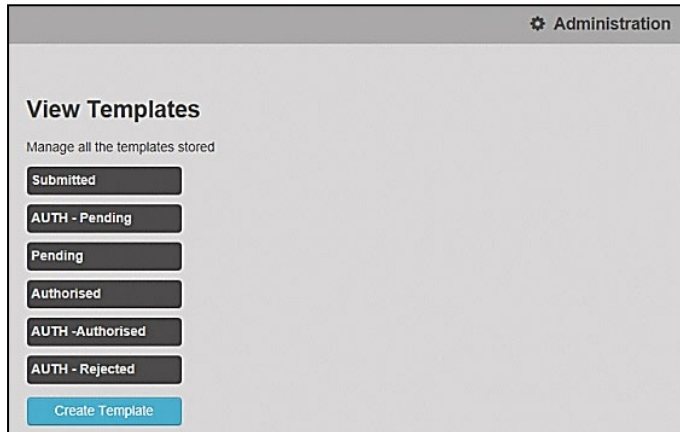 Administration
View Templates
Manage all the templates stored
Submitted
AUTH - Pending
Pending
Authorised
AUTH -Authorised
AUTH - Rejected
Create Template